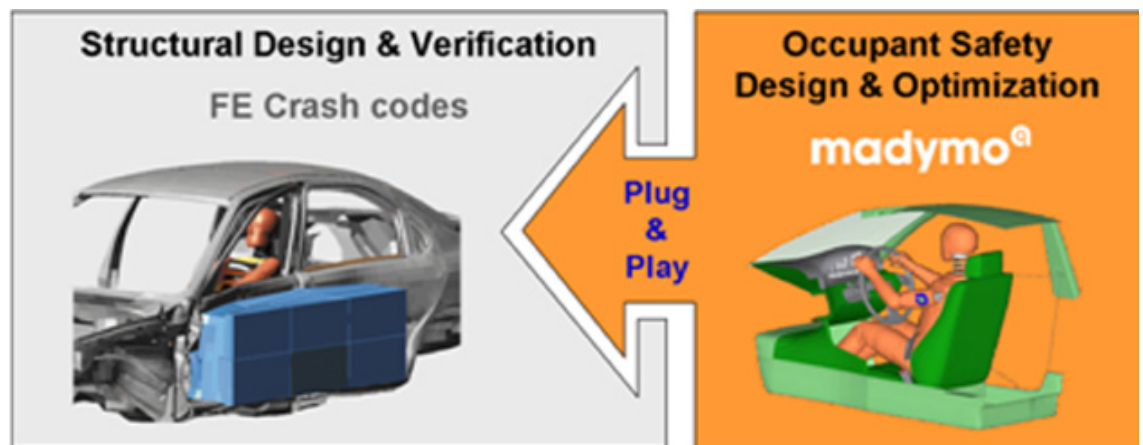 Structural Design & Verification
FE Crash codes
Plug
&
Play
Occupant Safety
Design & Optimization
madymo